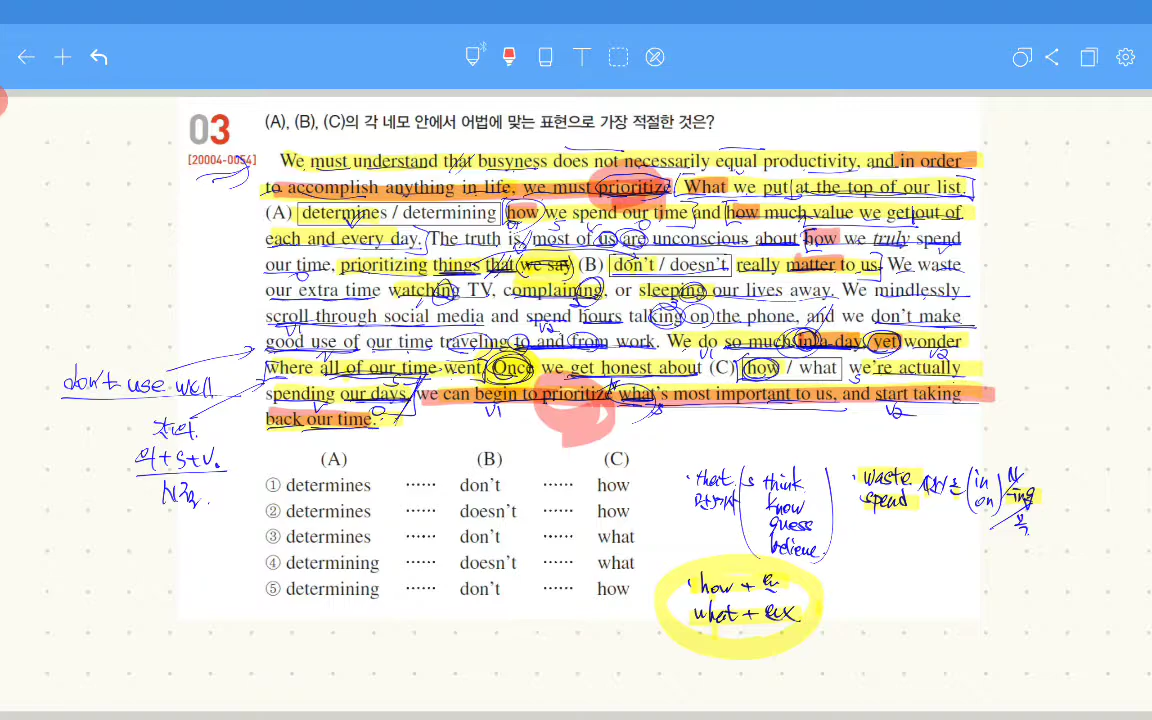 03
(A), (B), (C)의 각 네모 안에서 어법에 맞는 표현으로 가장 적절한 것은?
[20004-0054]
We must understand that busyness does not necessarily equal productivity, and in order
to accomplish anything in life, we must prioritize. What we put at the top of our list.
(A) determines / determining how we spend our time and how much value we get out of
each and every day. The truth is, most of us are unconscious about how we truly spend
our time, prioritizing things that (we say) (B) don't / doesn't really matter to us. We waste
our extra time watching TV, complaining, or sleeping our lives away. We mindlessly
scroll through social media and spend hours talking on the phone, and we don't make
good use of our time traveling to and from work. We do so much in a day, yet wonder
where all of our time went. Once we get honest about (C) how / what we're actually
spending our days, we can begin to prioritize what's most important to us, and start taking
back our time.
don't use well
의+S+V.
(A) (B) (C)
① determines ······ don't ······ how
② determines ······ doesn't ······ how
③ determines ······ don't ······ what
④ determining ······ doesn't ······ what
⑤ determining ······ don't ······ how
that S think
know
guess
believe
waste
spend
in
on
N
ing
how + 완
what + 불완X